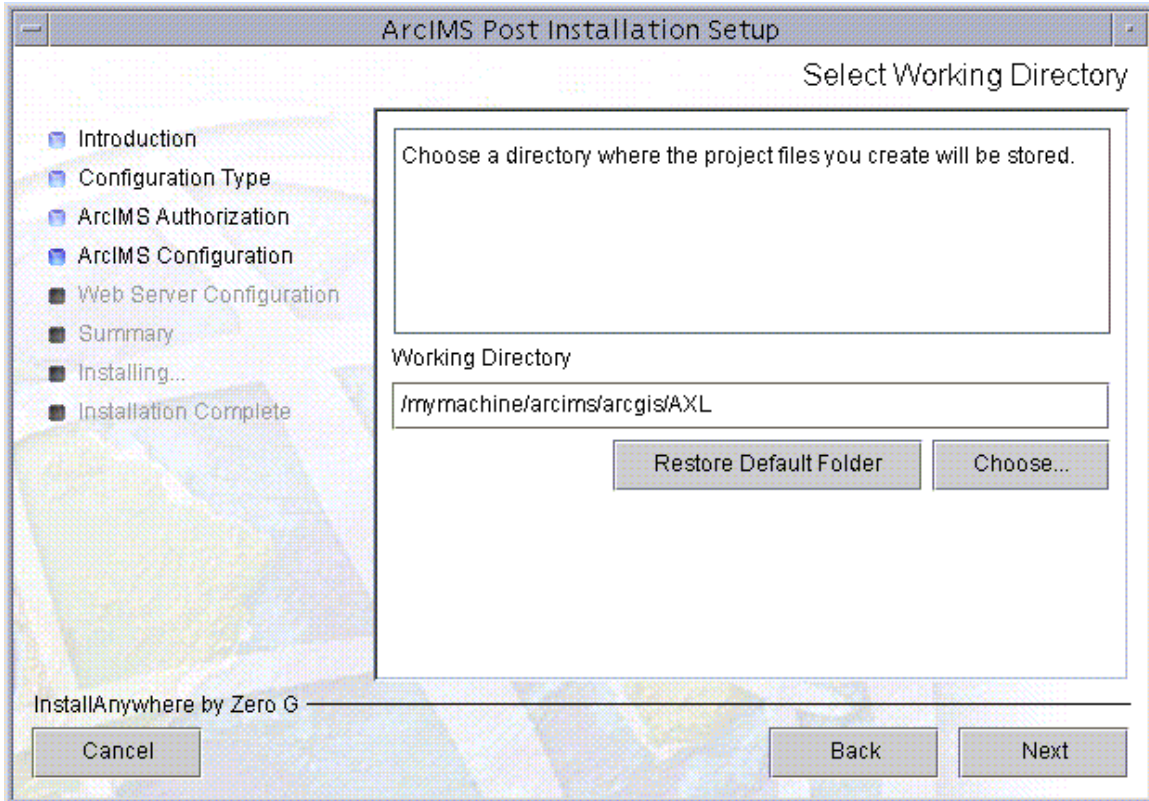 ArcIMS Post Installation Setup
Select Working Directory
Introduction
Configuration Type
ArcIMS Authorization
ArcIMS Configuration
Web Server Configuration
Summary
Installing...
Installation Complete
Choose a directory where the project files you create will be stored.
Working Directory
/mymachine/arcims/arcgis/AXL
Restore Default Folder
Choose...
InstallAnywhere by Zero G
Cancel
Back
Next